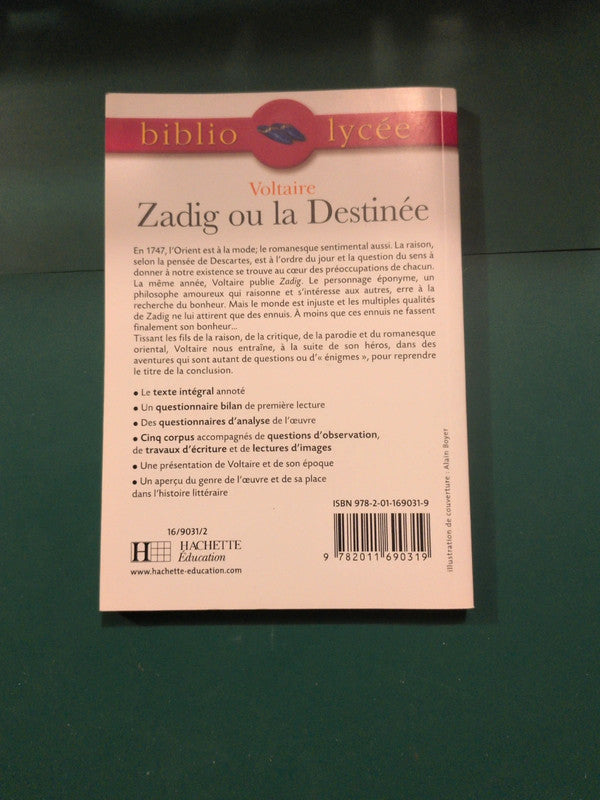 biblio lycée
Voltaire
Zadig ou la Destinée
En 1747, l'Orient est à la mode; le romanesque sentimental aussi. La raison,
selon la pensée de Descartes, est à l'ordre du jour et la question du sens à
donner à notre existence se trouve au cœur des préoccupations de chacun.
La même année, Voltaire publie Zadig. Le personnage éponyme, un
philosophe amoureux qui raisonne et s'intéresse aux autres, erre à la
recherche du bonheur. Mais le monde est injuste et les multiples qualités
de Zadig ne lui attirent que des ennuis. À moins que ces ennuis ne fassent
finalement son bonheur...
Tissant les fils de la raison, de la critique, de la parodie et du romanesque
oriental, Voltaire nous entraîne, à la suite de son héros, dans des
aventures qui sont autant de questions ou d'« énigmes », pour reprendre
le titre de la conclusion.
• Le texte intégral annoté
• Un questionnaire bilan de première lecture
• Des questionnaires d'analyse de l'œuvre
• Cinq corpus accompagnés de questions d'observation,
de travaux d'écriture et de lectures d'images
• Une présentation de Voltaire et de son époque
• Un aperçu du genre de l'œuvre et de sa place
dans l'histoire littéraire
illustration de couverture : Alain Boyer
ISBN 978-2-01-169031-9
16/9031/2
H HACHETTE
Éducation
www.hachette-education.com
9 782011 690319